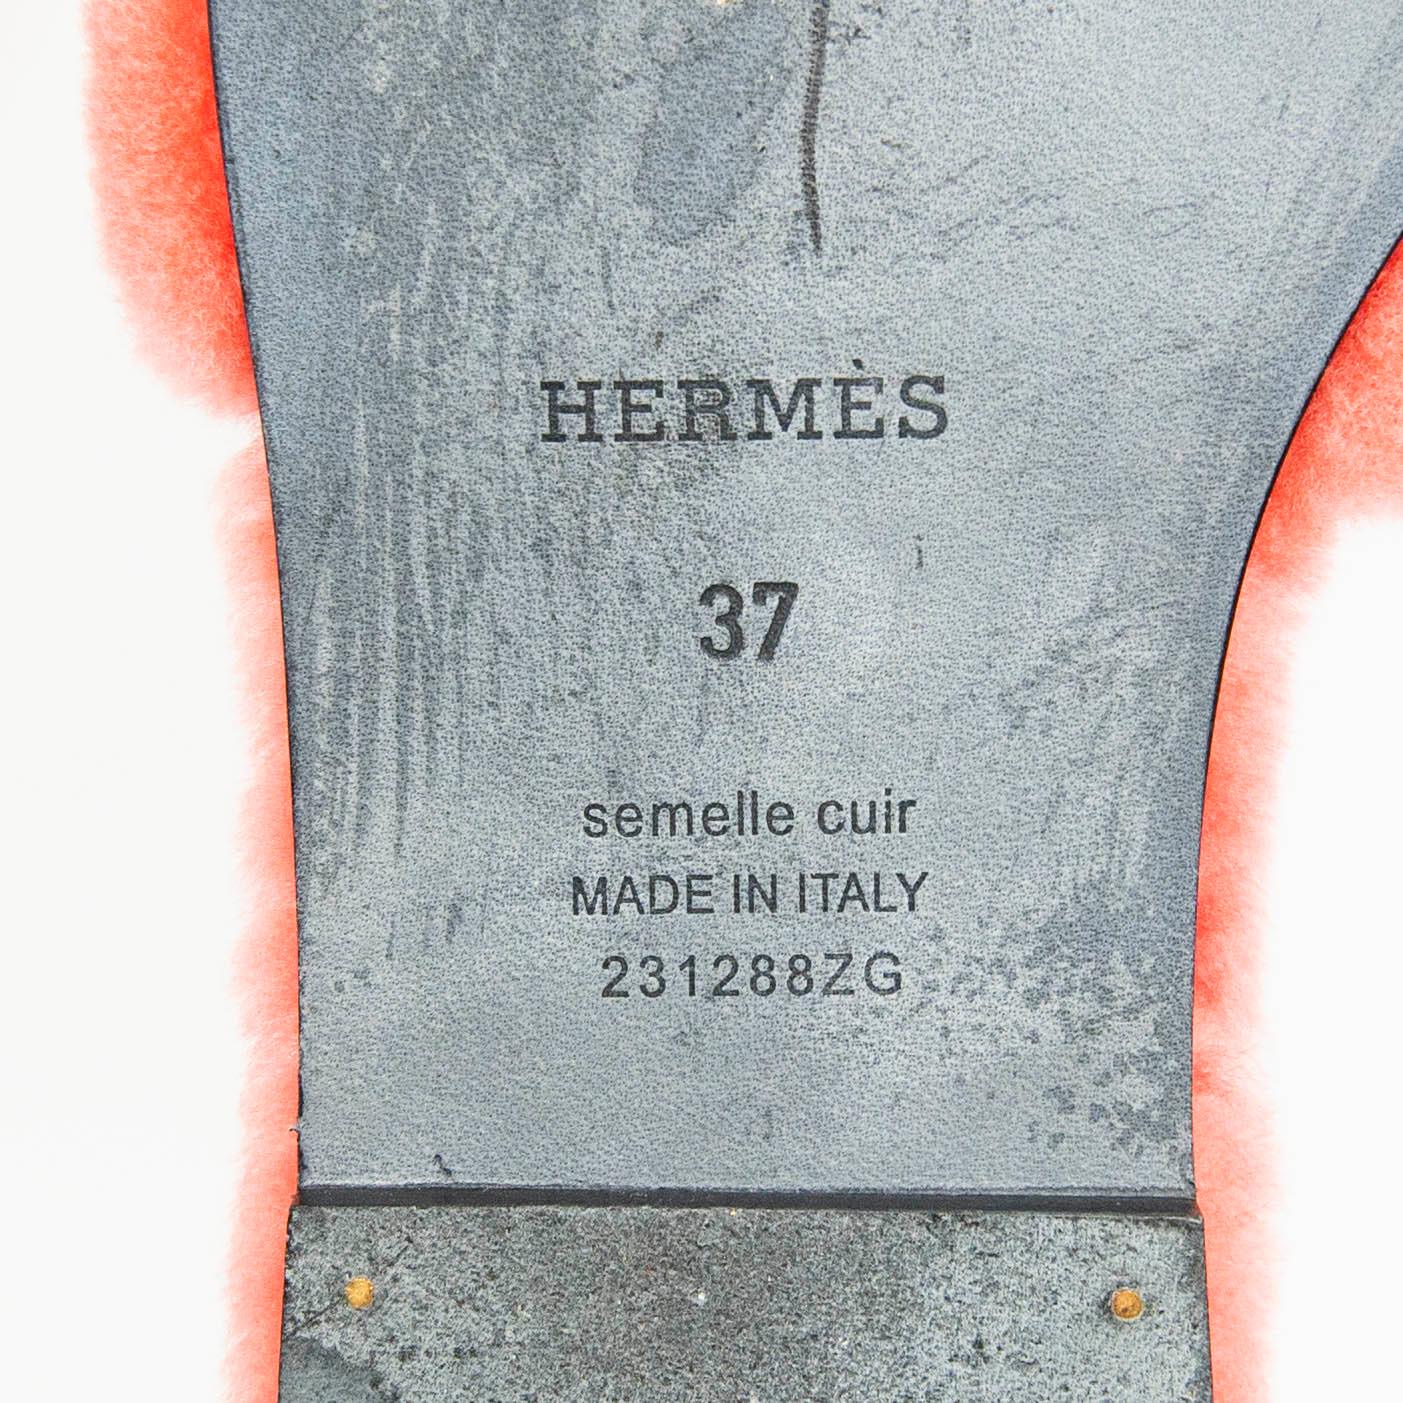 HERMÈS
37
semelle cuir
MADE IN ITALY
231288ZG